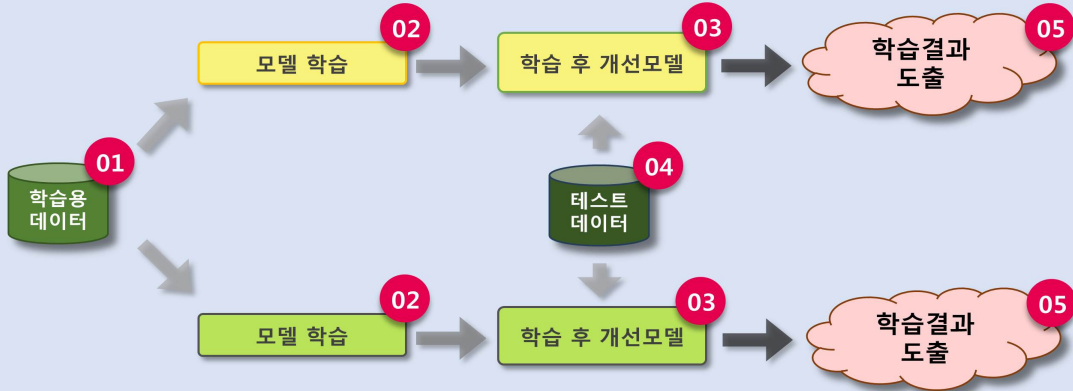 02
모델 학습
03
학습 후 개선모델
05
학습결과
도출
01
학습용
데이터
04
테스트
데이터
02
모델 학습
03
학습 후 개선모델
05
학습결과
도출